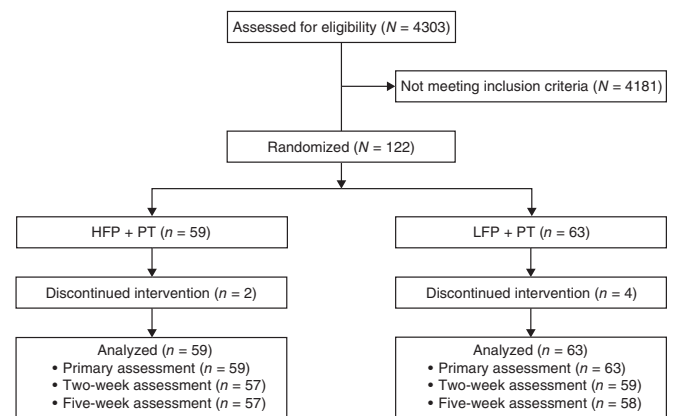 Assessed for eligibility (N = 4303)
Not meeting inclusion criteria (N = 4181)
Randomized (N = 122)
HFP + PT (n = 59)
LFP + PT (n = 63)
Discontinued intervention (n = 2)
Discontinued intervention (n = 4)
Analyzed (n = 59)
• Primary assessment (n = 59)
• Two-week assessment (n = 57)
• Five-week assessment (n = 57)
Analyzed (n = 63)
• Primary assessment (n = 63)
• Two-week assessment (n = 59)
• Five-week assessment (n = 58)